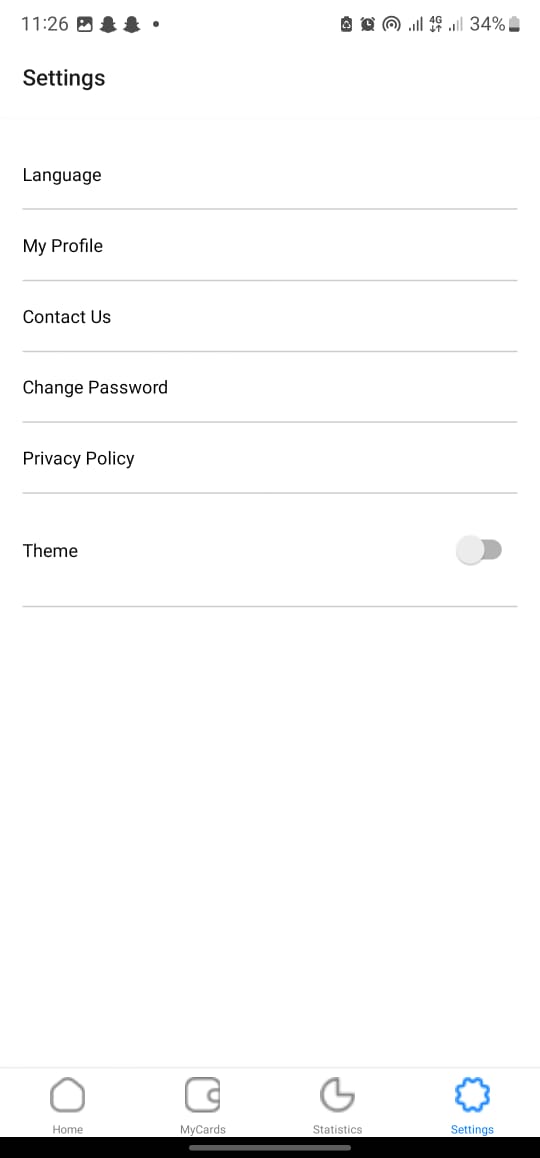 11:26 4G 34%
Settings
Language
My Profile
Contact Us
Change Password
Privacy Policy
Theme
Home MyCards Statistics Settings